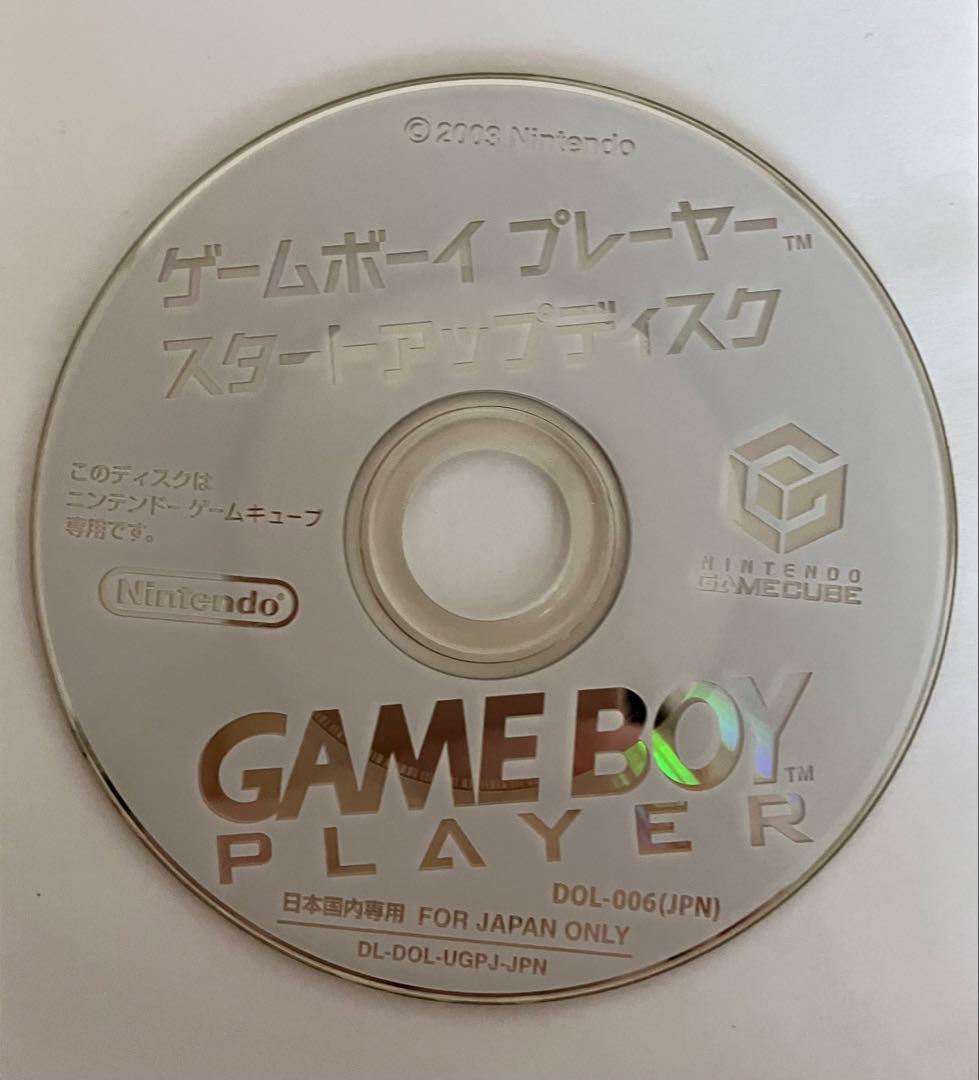 © 2003 Nintendo
ゲームボーイ プレーヤー™
スタートアップディスク
このディスクは
ニンテンドー ゲームキューブ
専用です。
Nintendo®
NINTENDO
GAMECUBE
GAME BOY™
PLAYER
DOL-006(JPN)
日本国内専用 FOR JAPAN ONLY
DL-DOL-UGPJ-JPN